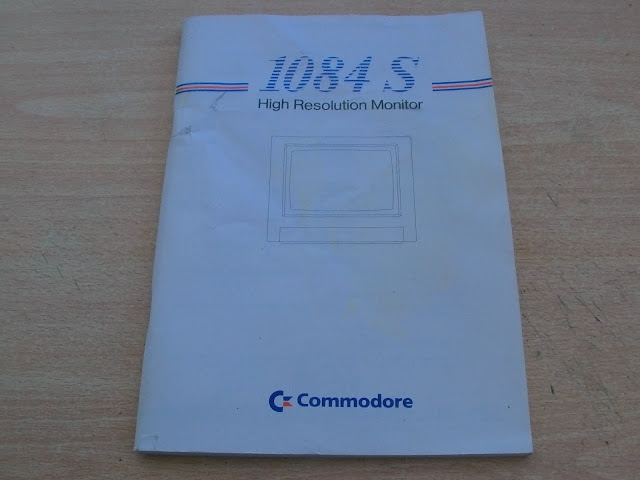 1084 S
High Resolution Monitor
Commodore